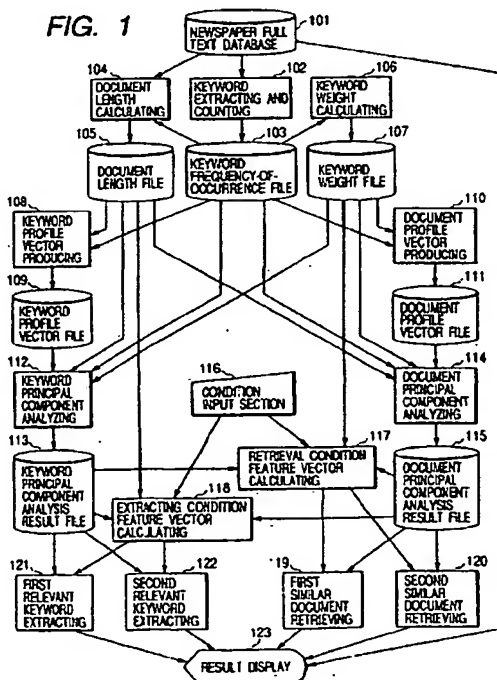 FIG. 1
101
NEWSPAPER FULL
TEXT DATABASE
104
DOCUMENT
LENGTH
CALCULATING
102
KEYWORD
EXTRACTING AND
COUNTING
106
KEYWORD
WEIGHT
CALCULATING
105
DOCUMENT
LENGTH FILE
103
KEYWORD
FREQUENCY-OF-
OCCURRENCE FILE
107
KEYWORD
WEIGHT FILE
108
KEYWORD
PROFILE
VECTOR
PRODUCING
110
DOCUMENT
PROFILE
VECTOR
PRODUCING
109
KEYWORD
PROFILE
VECTOR FILE
111
DOCUMENT
PROFILE
VECTOR FILE
112
KEYWORD
PRINCIPAL
COMPONENT
ANALYZING
116
CONDITION
INPUT SECTION
114
DOCUMENT
PRINCIPAL
COMPONENT
ANALYZING
113
KEYWORD
PRINCIPAL
COMPONENT
ANALYSIS
RESULT FILE
117
RETRIEVAL CONDITION
FEATURE VECTOR
CALCULATING
115
DOCUMENT
PRINCIPAL
COMPONENT
ANALYSIS
RESULT FILE
118
EXTRACTING CONDITION
FEATURE VECTOR
CALCULATING
121
FIRST
RELEVANT
KEYWORD
EXTRACTING
122
SECOND
RELEVANT
KEYWORD
EXTRACTING
119
FIRST
SIMILAR
DOCUMENT
RETRIEVING
120
SECOND
SIMILAR
DOCUMENT
RETRIEVING
123
RESULT DISPLAY